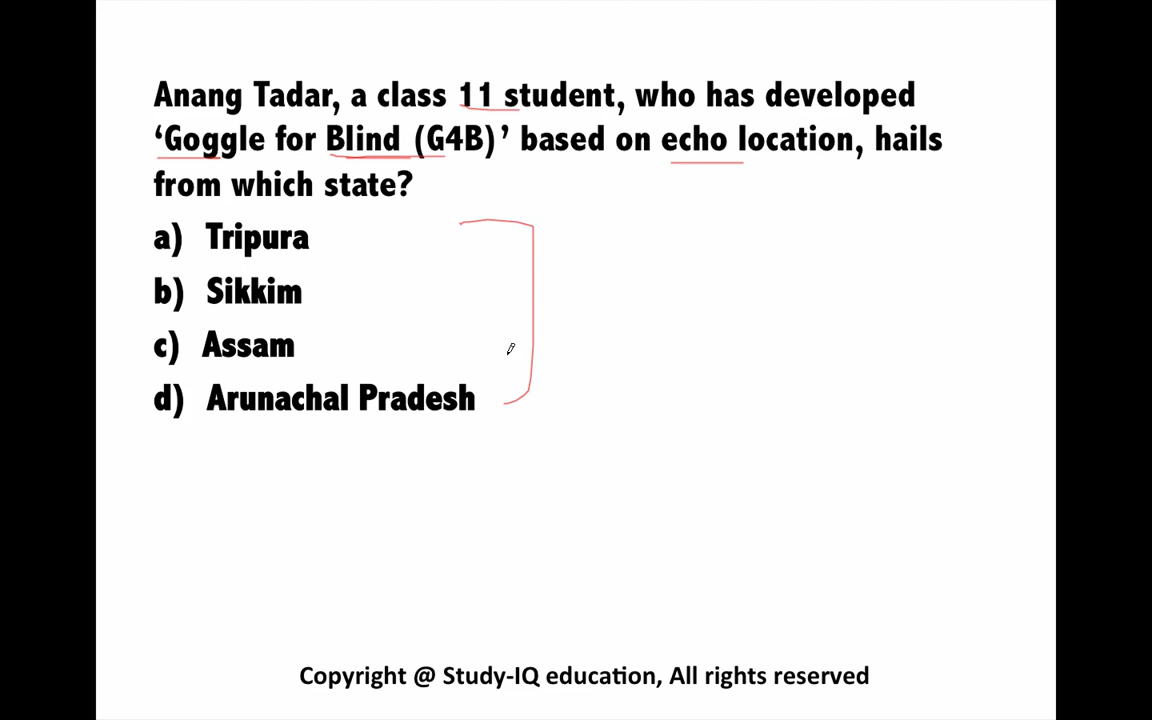 Anang Tadar, a class 11 student, who has developed
‘Goggle for Blind (G4B)’ based on echo location, hails
from which state?
a) Tripura
b) Sikkim
c) Assam
d) Arunachal Pradesh
Copyright @ Study-IQ education, All rights reserved